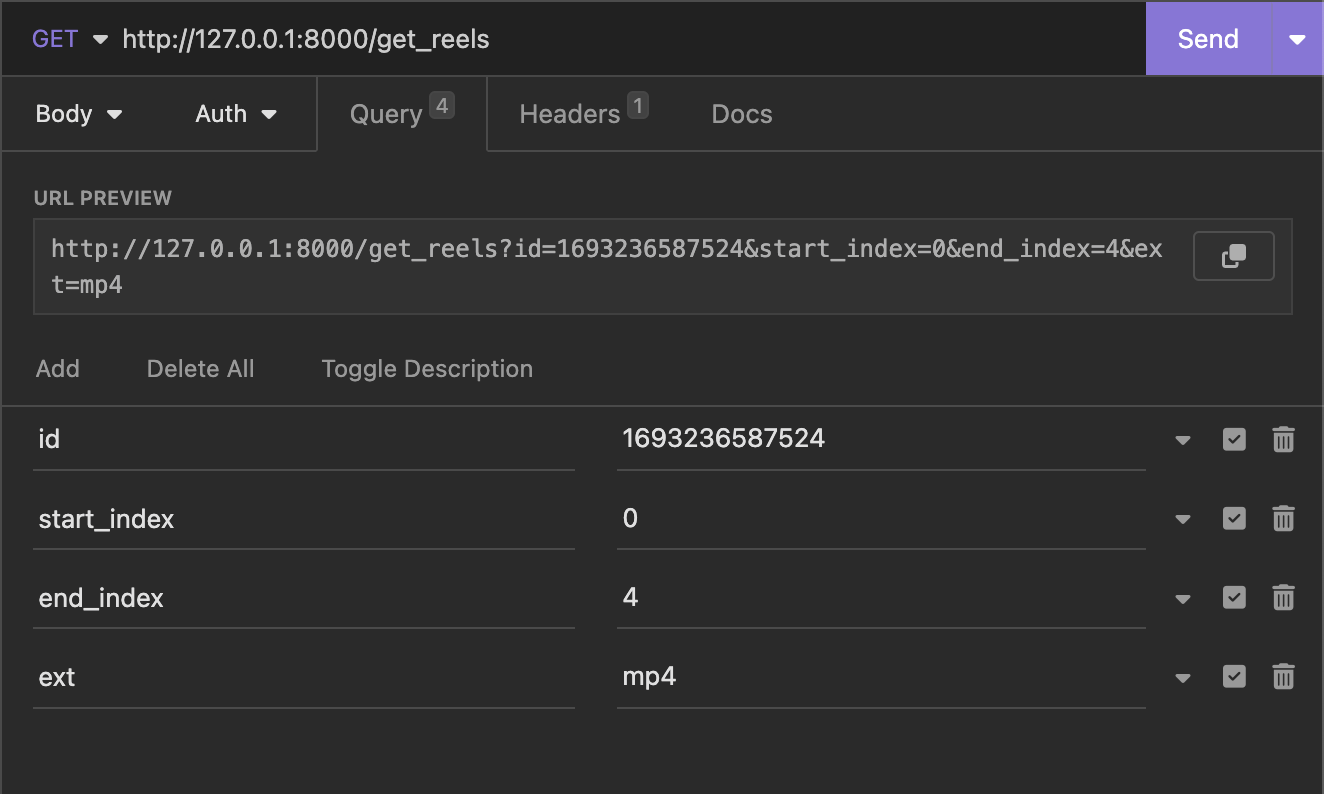 GET http://127.0.0.1:8000/get_reels Send
Body Auth Query 4 Headers 1 Docs
URL PREVIEW
http://127.0.0.1:8000/get_reels?id=1693236587524&start_index=0&end_index=4&ex
t=mp4
Add Delete All Toggle Description
id 1693236587524
start_index 0
end_index 4
ext mp4